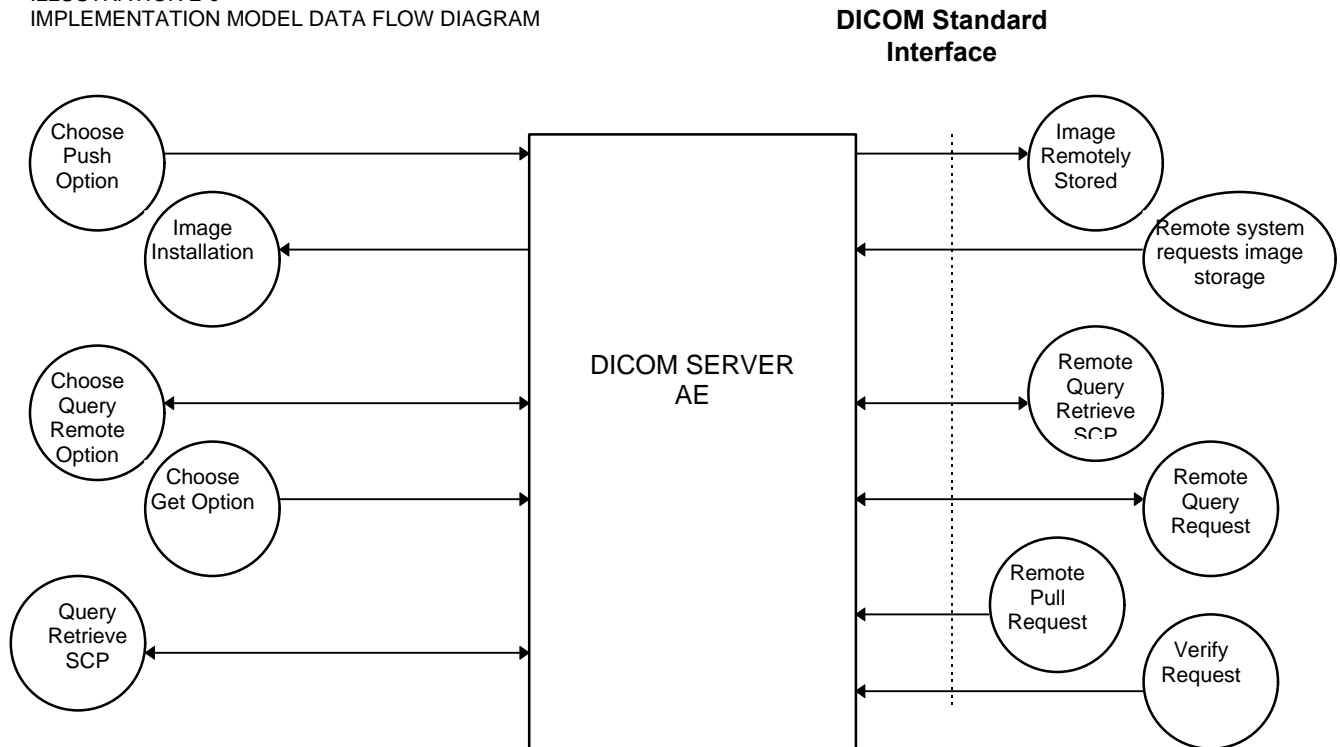 IMPLEMENTATION MODEL DATA FLOW DIAGRAM
DICOM Standard
Interface
Choose
Push
Option
Image
Installation
Choose
Query
Remote
Option
Choose
Get Option
Query
Retrieve
SCP
DICOM SERVER
AE
Image
Remotely
Stored
Remote system
requests image
storage
Remote
Query
Retrieve
SCP
Remote
Query
Request
Remote
Pull
Request
Verify
Request